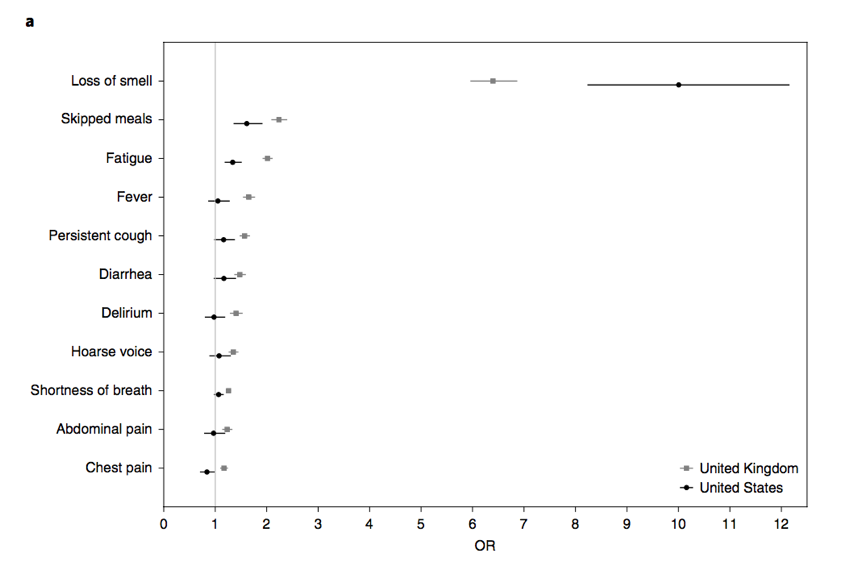 a
Loss of smell
Skipped meals
Fatigue
Fever
Persistent cough
Diarrhea
Delirium
Hoarse voice
Shortness of breath
Abdominal pain
Chest pain
United Kingdom
United States
0 1 2 3 4 5 6 7 8 9 10 11 12
OR